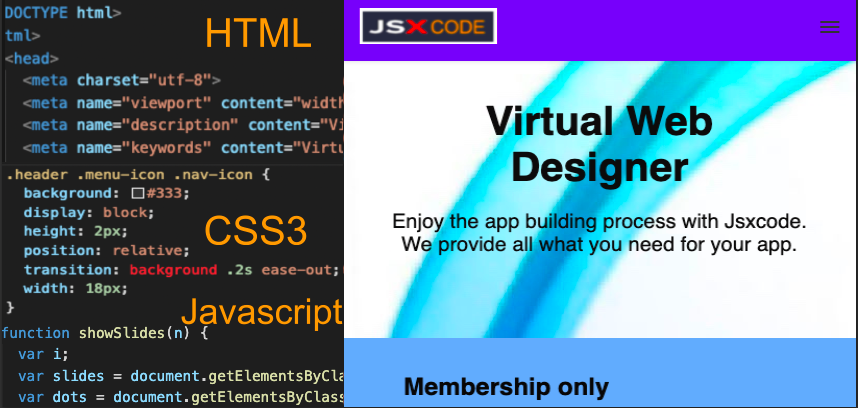 DOCTYPE html>
HTML
tml>
<head>
<meta charset="utf-8">
<meta name="viewport" content="width
<meta name="description" content="Vi
<meta name="keywords" content="Virtu
.header .menu-icon .nav-icon {
background: #333;
display: block;
CSS3
height: 2px;
position: relative;
transition: background .2s ease-out;
width: 18px;
}
Javascript
function showSlides(n) {
var i;
var slides = document.getElementsByCla
var dots = document.getElementsByClass
JSX CODE
Virtual Web
Designer
Enjoy the app building process with Jsxcode.
We provide all what you need for your app.
Membership only